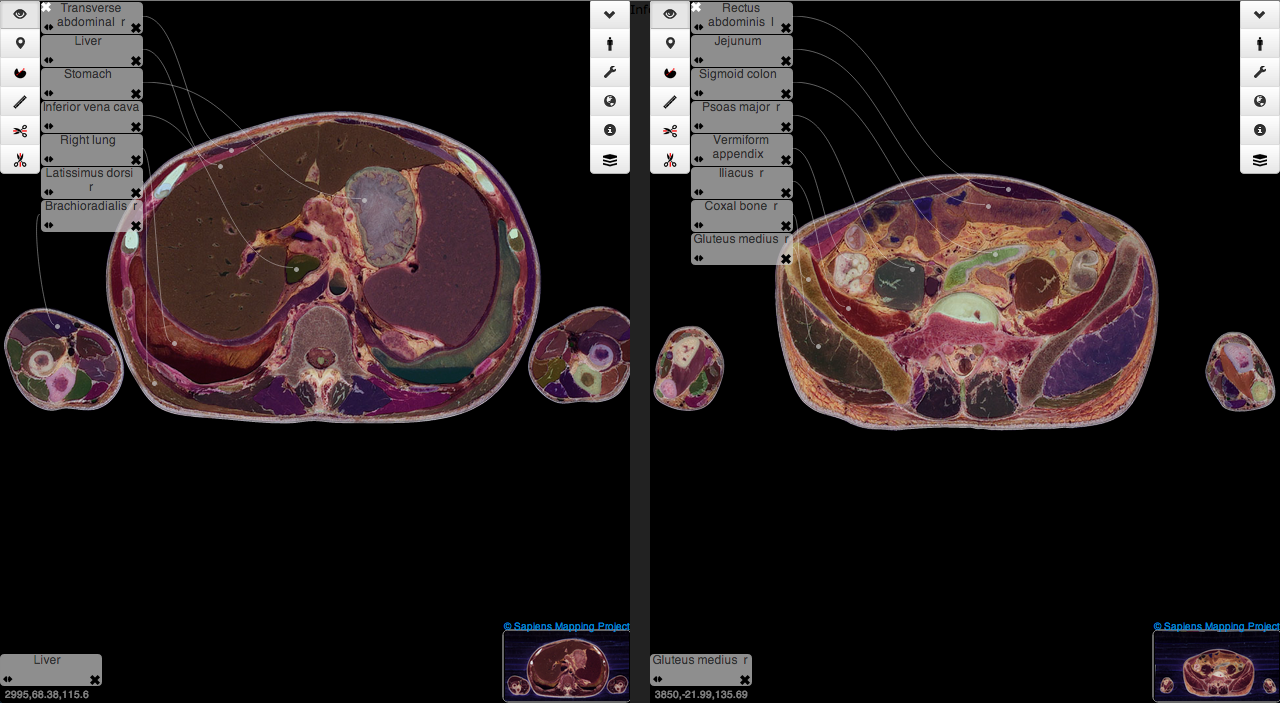 Transverse
abdominal r
Liver
Stomach
Inferior vena cava
Right lung
Latissimus dorsi
r
Brachioradialis r
© Sapiens Mapping Project
Liver
2995,68.38,115.6
Inf
Rectus
abdominis l
Jejunum
Sigmoid colon
Psoas major r
Vermiform
appendix
Iliacus r
Coxal bone r
Gluteus medius r
© Sapiens Mapping Project
Gluteus medius r
3850,-21.99,135.69